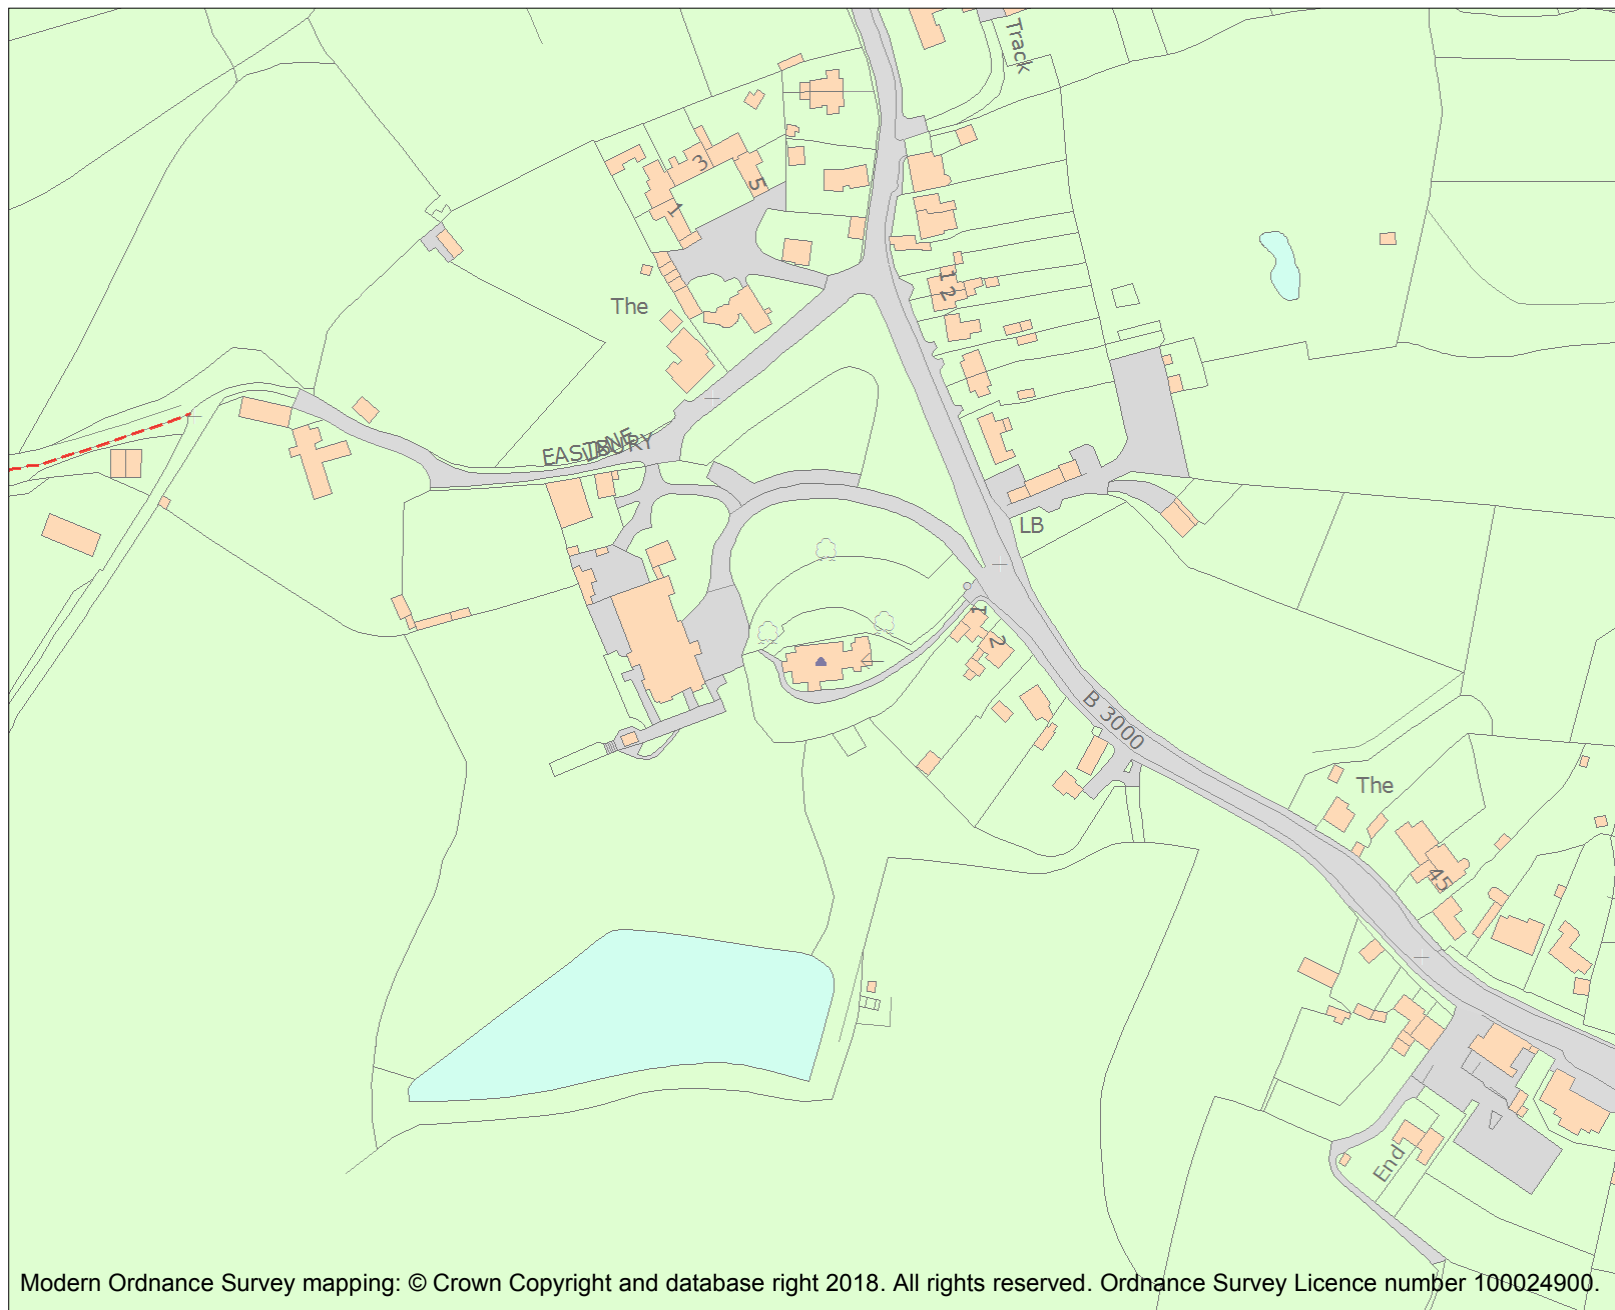 Track
3
5
1
The
1
2
EASTBURY
LANE
LB
1
2
B 3000
The
45
End
Modern Ordnance Survey mapping: © Crown Copyright and database right 2018. All rights reserved. Ordnance Survey Licence number 100024900.